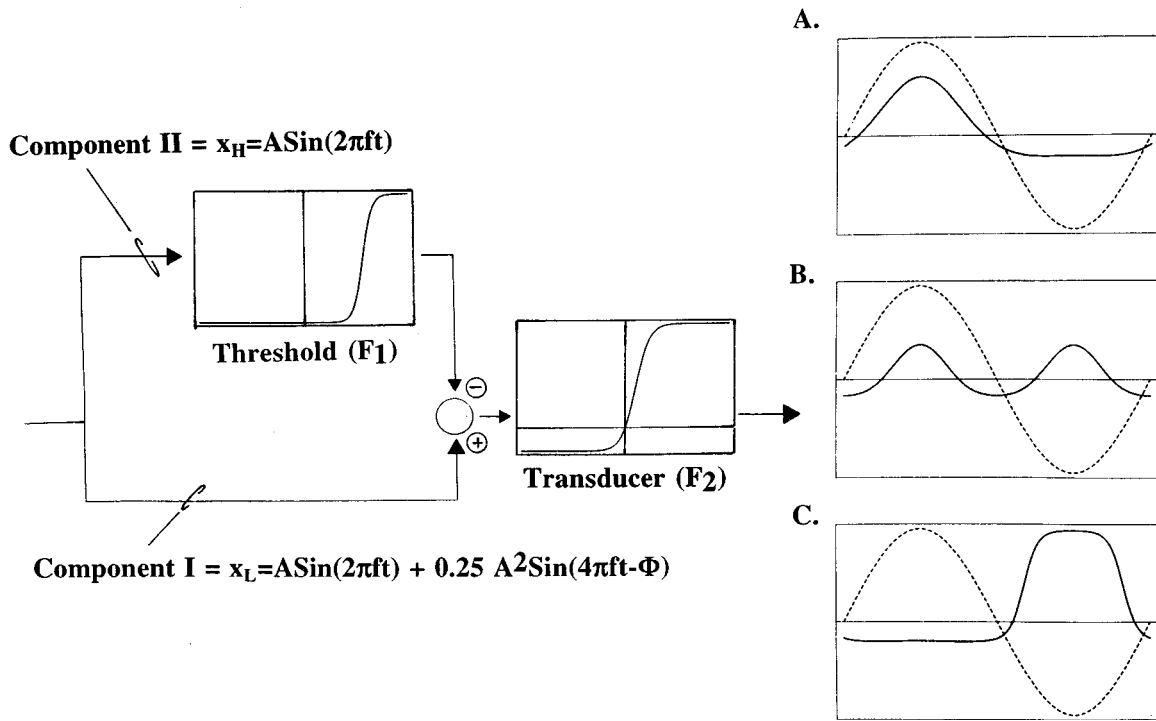 A.
Component II = x_H=ASin(2πft)
Threshold (F1)
B.
⊖
⊕
Transducer (F2)
C.
Component I = x_L=ASin(2πft) + 0.25 A²Sin(4πft-Φ)